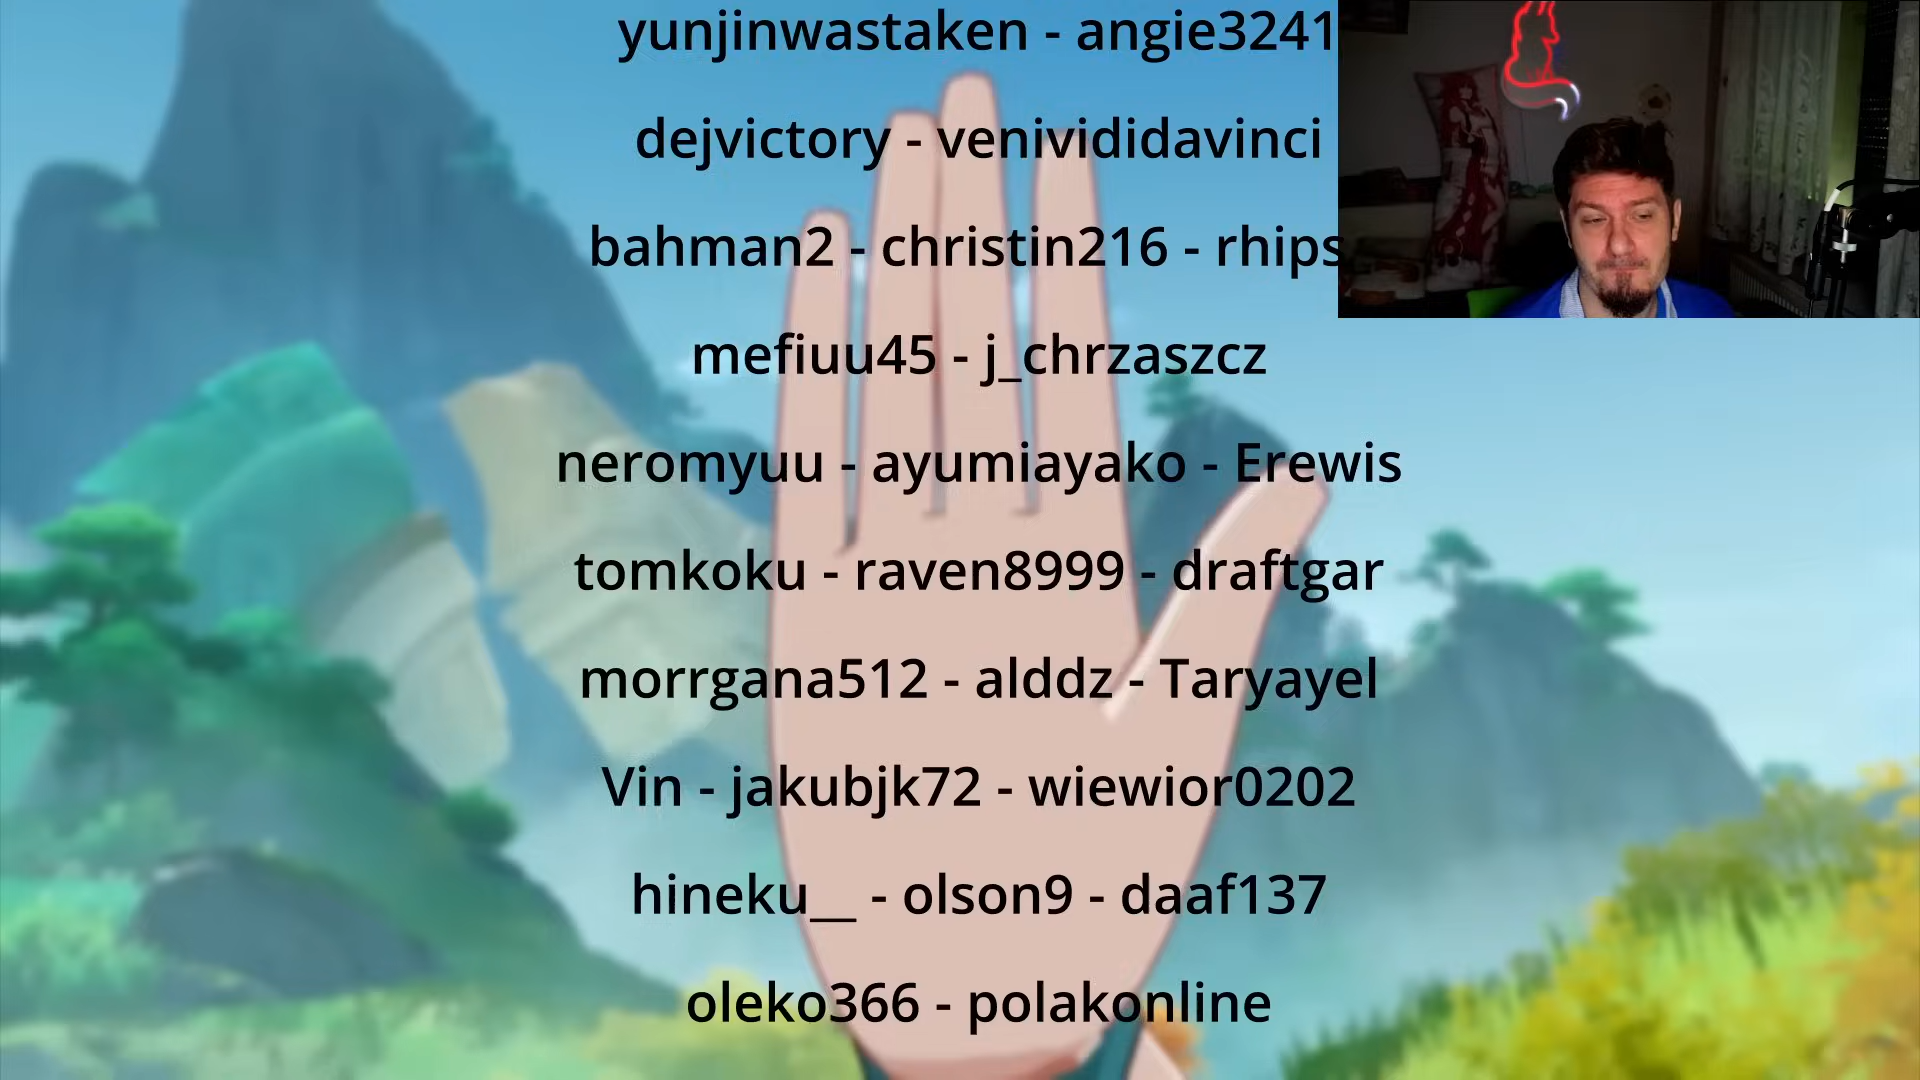 yunjinwastaken - angie3241
dejvictory - venivididavinci
bahman2 - christin216 - rhips
mefiuu45 - j_chrzaszcz
neromyuu - ayumiayako - Erewis
tomkoku - raven8999 - draftgar
morrgana512 - alddz - Taryayel
Vin - jakubjk72 - wiewior0202
hineku__ - olson9 - daaf137
oleko366 - polakonline